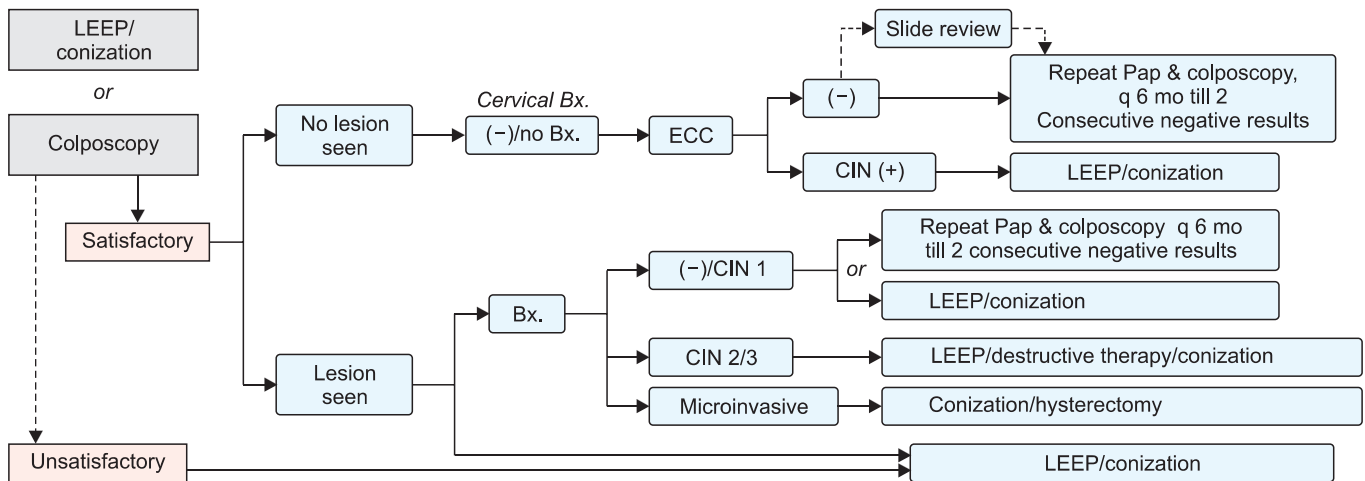 LEEP/
conization
or
Colposcopy
Satisfactory
Unsatisfactory
No lesion
seen
Cervical Bx.
(−)/no Bx.
ECC
(−)
Slide review
Repeat Pap & colposcopy,
q 6 mo till 2
Consecutive negative results
CIN (+)
LEEP/conization
Lesion
seen
Bx.
(−)/CIN 1
or
Repeat Pap & colposcopy q 6 mo
till 2 consecutive negative results
LEEP/conization
CIN 2/3
LEEP/destructive therapy/conization
Microinvasive
Conization/hysterectomy
LEEP/conization